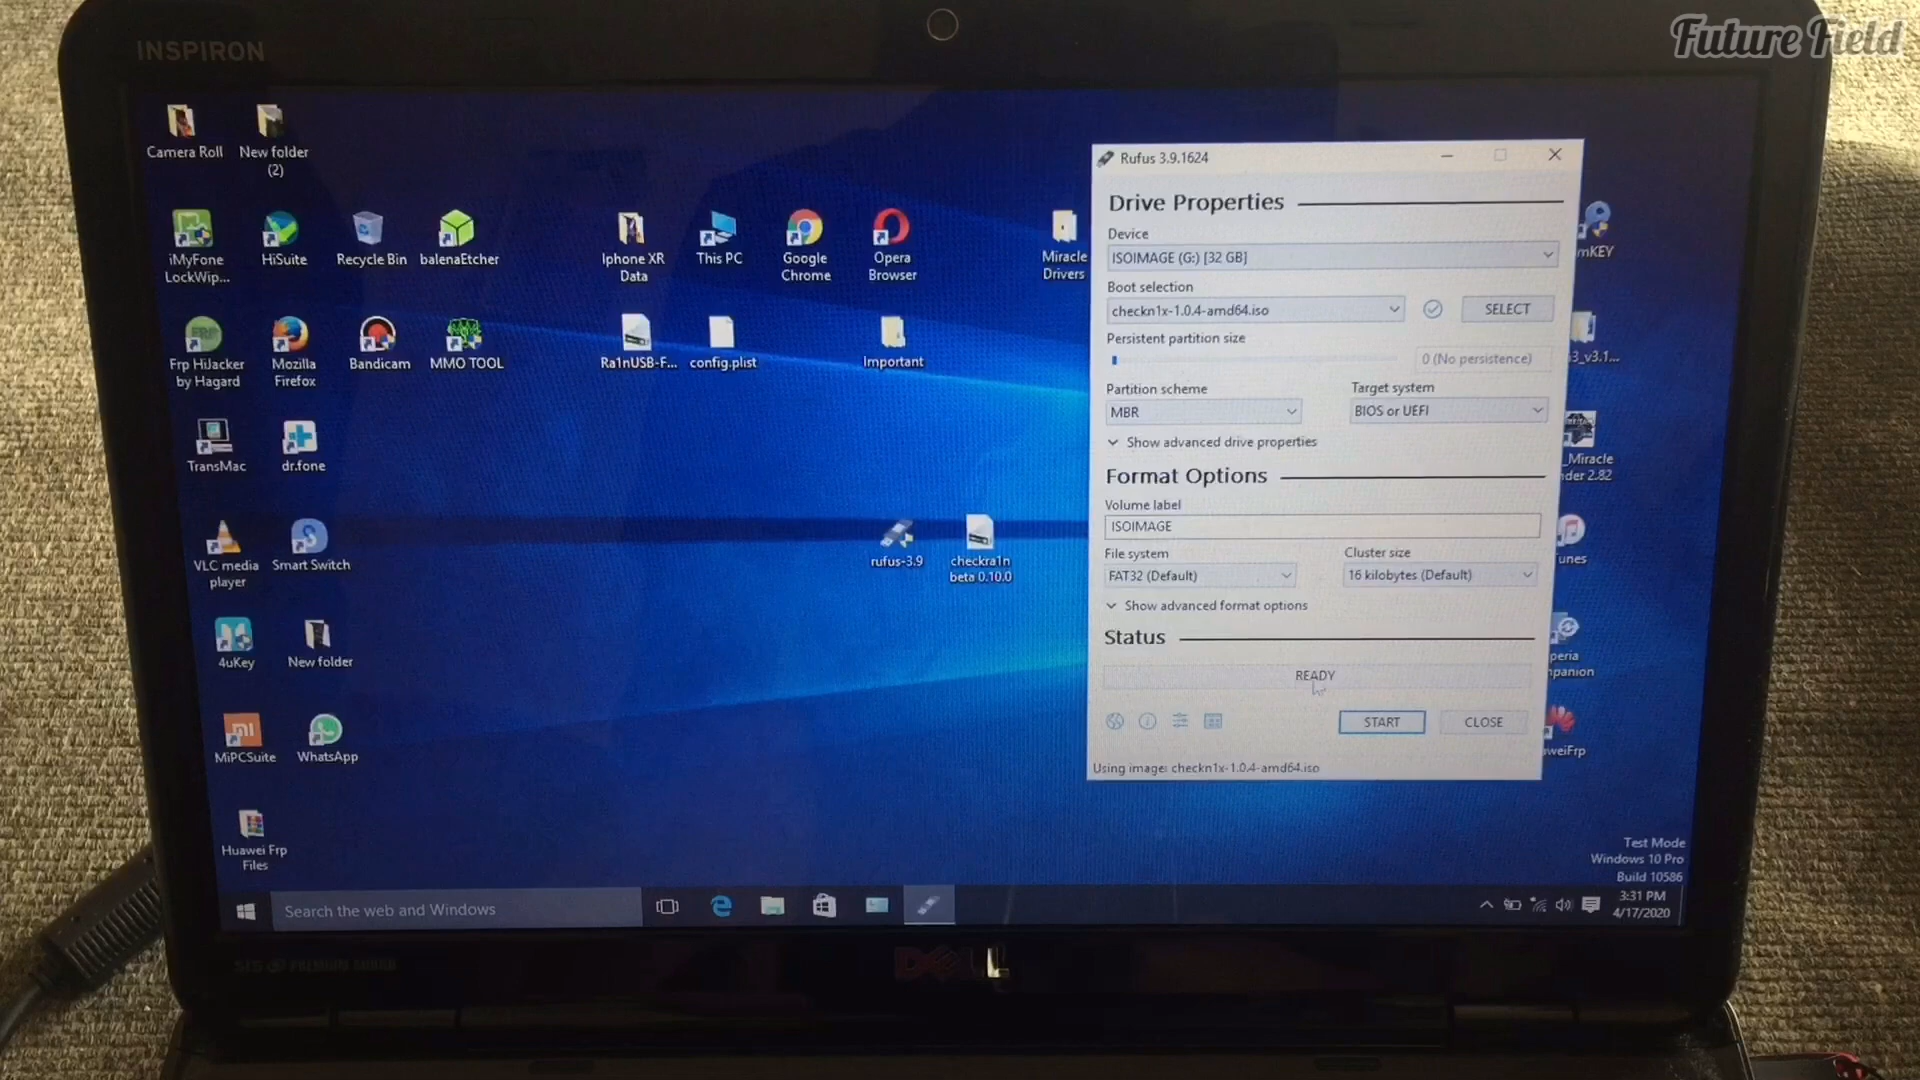 Future Field
INSPIRON
Camera Roll
New folder
(2)
iMyFone
LockWip...
HiSuite
Recycle Bin
balenaEtcher
Iphone XR
Data
This PC
Google
Chrome
Opera
Browser
Miracle
Drivers
mKEY
Frp HiJacker
by Hagard
Mozilla
Firefox
Bandicam
MMO TOOL
Ra1nUSB-F...
config.plist
Important
3_v3.1...
TransMac
dr.fone
_Miracle
der 2.82
VLC media
player
Smart Switch
rufus-3.9
checkra1n
beta 0.10.0
unes
4uKey
New folder
peria
mpanion
MiPCSuite
WhatsApp
weiFrp
Huawei Frp
Files
Rufus 3.9.1624
Drive Properties
Device
ISOIMAGE (G:) [32 GB]
Boot selection
checkn1x-1.0.4-amd64.iso
SELECT
Persistent partition size
0 (No persistence)
Partition scheme
Target system
MBR
BIOS or UEFI
Show advanced drive properties
Format Options
Volume label
ISOIMAGE
File system
Cluster size
FAT32 (Default)
16 kilobytes (Default)
Show advanced format options
Status
READY
START
CLOSE
Using image: checkn1x-1.0.4-amd64.iso
Test Mode
Windows 10 Pro
Build 10586
Search the web and Windows
3:31 PM
4/17/2020
DELL